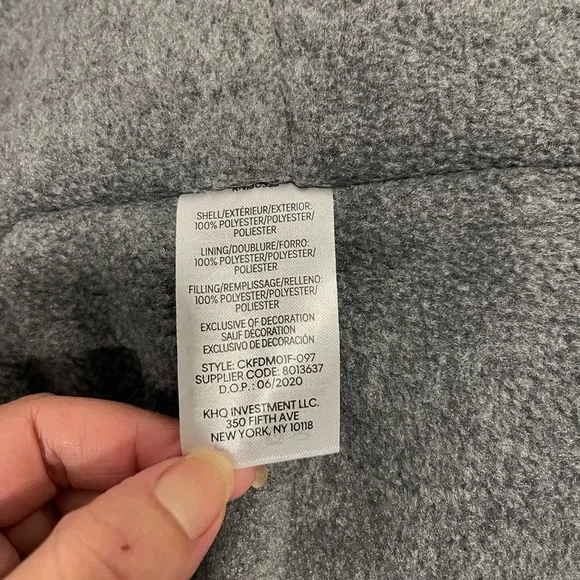 SHELL/EXTÉRIEUR/EXTERIOR:
100% POLYESTER/POLYESTER/
POLIESTER
LINING/DOUBLURE/FORRO:
100% POLYESTER/POLYESTER/
POLIESTER
FILLING/REMPLISSAGE/RELLENO:
100% POLYESTER/POLYESTER/
POLIESTER
EXCLUSIVE OF DECORATION
SAUF DÉCORATION
EXCLUSIVO DE DECORACIÓN
STYLE: CKFDM01F-097
SUPPLIER CODE: 8013637
D.O.P.: 06/2020
KHQ INVESTMENT LLC.
350 FIFTH AVE
NEW YORK, NY 10118